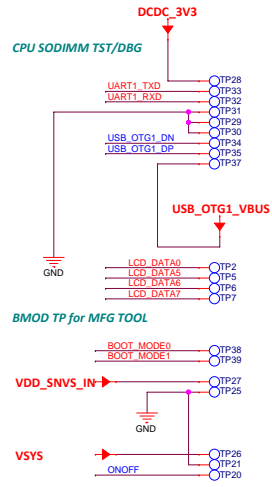 DCDC_3V3
CPU SODIMM TST/DBG
TP28
UART1_TXD TP33
UART1_RXD TP32
TP31
TP29
TP30
USB_OTG1_DN TP34
USB_OTG1_DP TP35
TP37
USB_OTG1_VBUS
GND
LCD_DATA0 TP2
LCD_DATA5 TP5
LCD_DATA6 TP6
LCD_DATA7 TP7
BMOD TP for MFG TOOL
BOOT_MODE0 TP38
BOOT_MODE1 TP39
VDD_SNVS_IN TP27
TP25
GND
VSYS TP26
TP21
ONOFF TP20